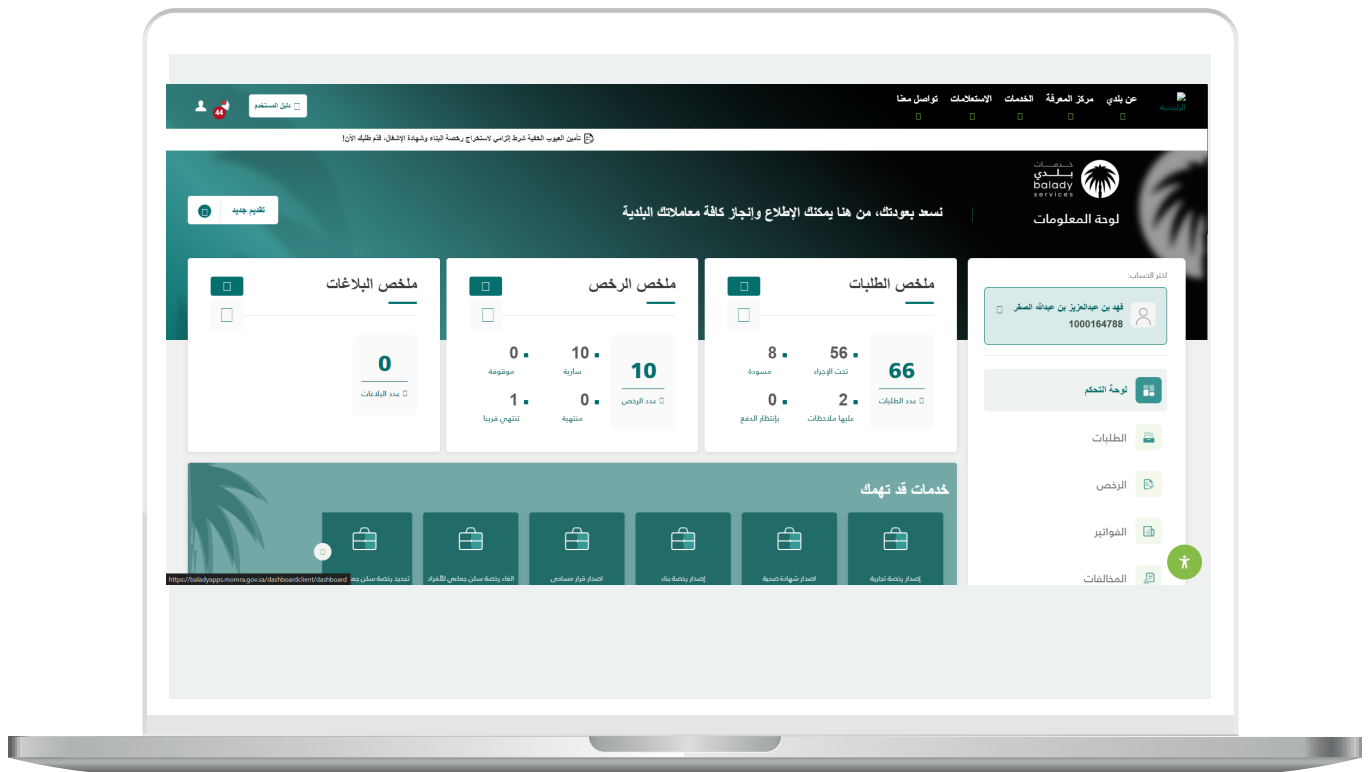 الرئيسية
عن بلدي
مركز المعرفة
الخدمات
الاستعلامات
تواصل معنا
دليل المستخدم
44
تأمين العيوب الخفية شرط إلزامي لاستخراج رخصة البناء وشهادة الإشغال، قدّم طلبك الآن!
خدمات
بلدي
balady
services
لوحة المعلومات
نسعد بعودتك، من هنا يمكنك الإطلاع وإنجاز كافة معاملاتك البلدية
تقديم جديد
اختر الحساب:
فهد بن عبدالعزيز بن عبدالله الصقر
1000164788
لوحة التحكم
الطلبات
الرخص
الفواتير
المخالفات
ملخص الطلبات
66
عدد الطلبات
56
تحت الإجراء
8
مسودة
2
عليها ملاحظات
0
بإنتظار الدفع
ملخص الرخص
10
عدد الرخص
10
سارية
0
موقوفة
0
منتهية
1
تنتهي قريبا
ملخص البلاغات
0
عدد البلاغات
خدمات قد تهمك
إصدار رخصة تجارية
اصدار شهادة صحية
إصدار رخصة بناء
اصدار قرار مساحي
الغاء رخصة سكن جماعي للأفراد
تجديد رخصة سكن جما
https://baladyapps.momra.gov.sa/dashboardclient/dashboard